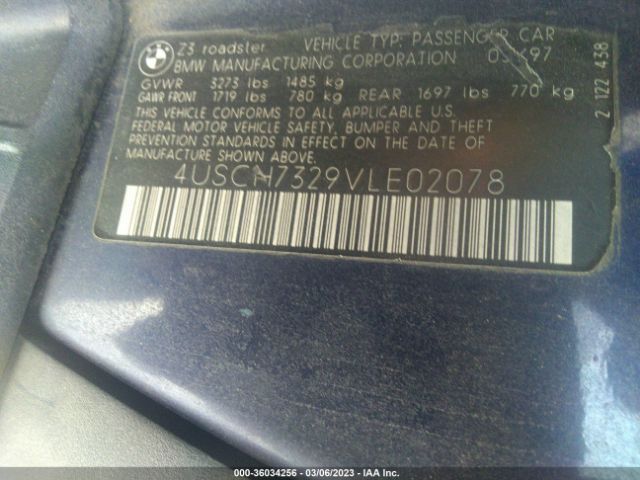 BMW
Z3 roadster VEHICLE TYP: PASSENGER CAR
BMW MANUFACTURING CORPORATION
GVWR 3273 lbs 1485 kg
GAWR FRONT 1719 lbs 780 kg REAR 1697 lbs 770 kg
THIS VEHICLE CONFORMS TO ALL APPLICABLE U.S.
FEDERAL MOTOR VEHICLE SAFETY, BUMPER AND THEFT
PREVENTION STANDARDS IN EFFECT ON THE DATE OF
MANUFACTURE SHOWN ABOVE.
4USCH7329VLE02078
2 122 438
000-36034256 - 03/06/2023 - IAA Inc.